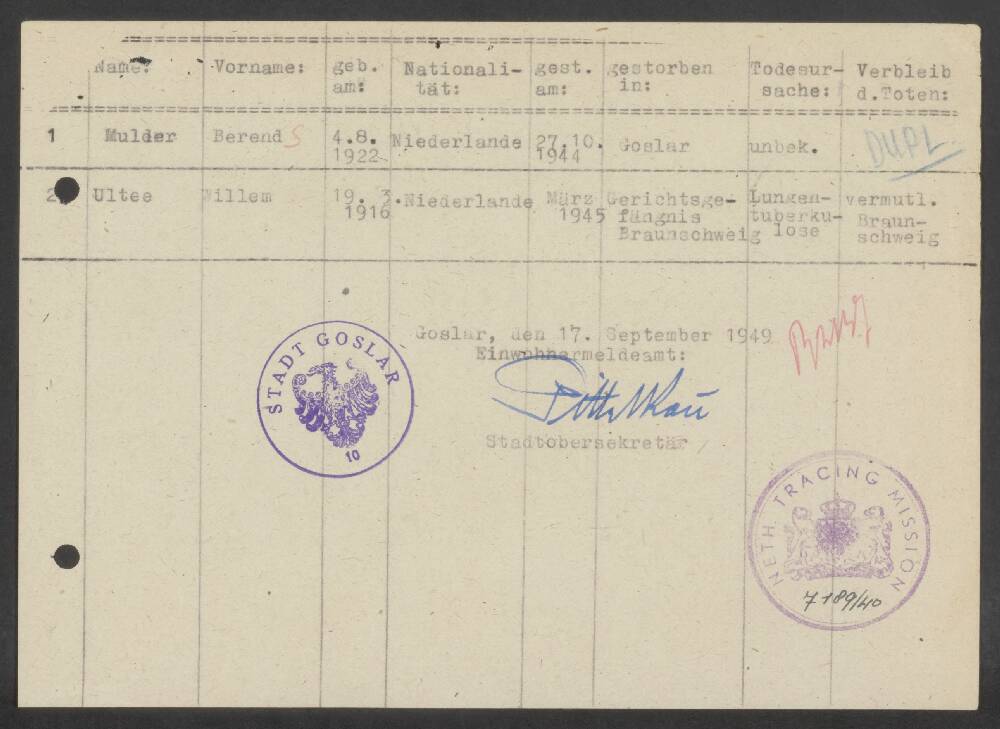 Name: Vorname: geb. am: Nationali- tät: gest. am: gestorben in: Todesur- sache: Verbleib d.Toten:
1 Mulder Berend S 4.8. 1922 Niederlande 27.10. 1944 Goslar unbek. DUPL.
2 Ultee Willem 19. 3. 1916 Niederlande März 1945 Gerichtsge- fängnis Braunschweig Lungen- tuberku- lose vermutl. Braun- schweig
Goslar, den 17. September 1949
Einwohnermeldeamt:
Stadtobersekretär
STADT GOSLAR
10
NETH. TRACING MISSION
7189/40